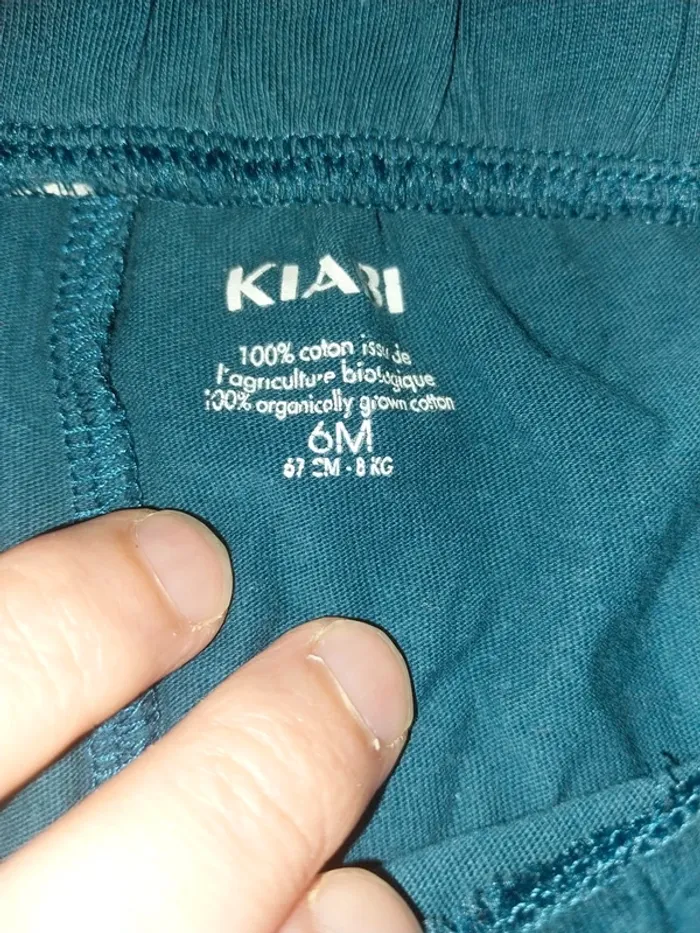 KIABI
100% coton issu de
l'agriculture biologique
100% organically grown cotton
6M
67 CM - 8 KG